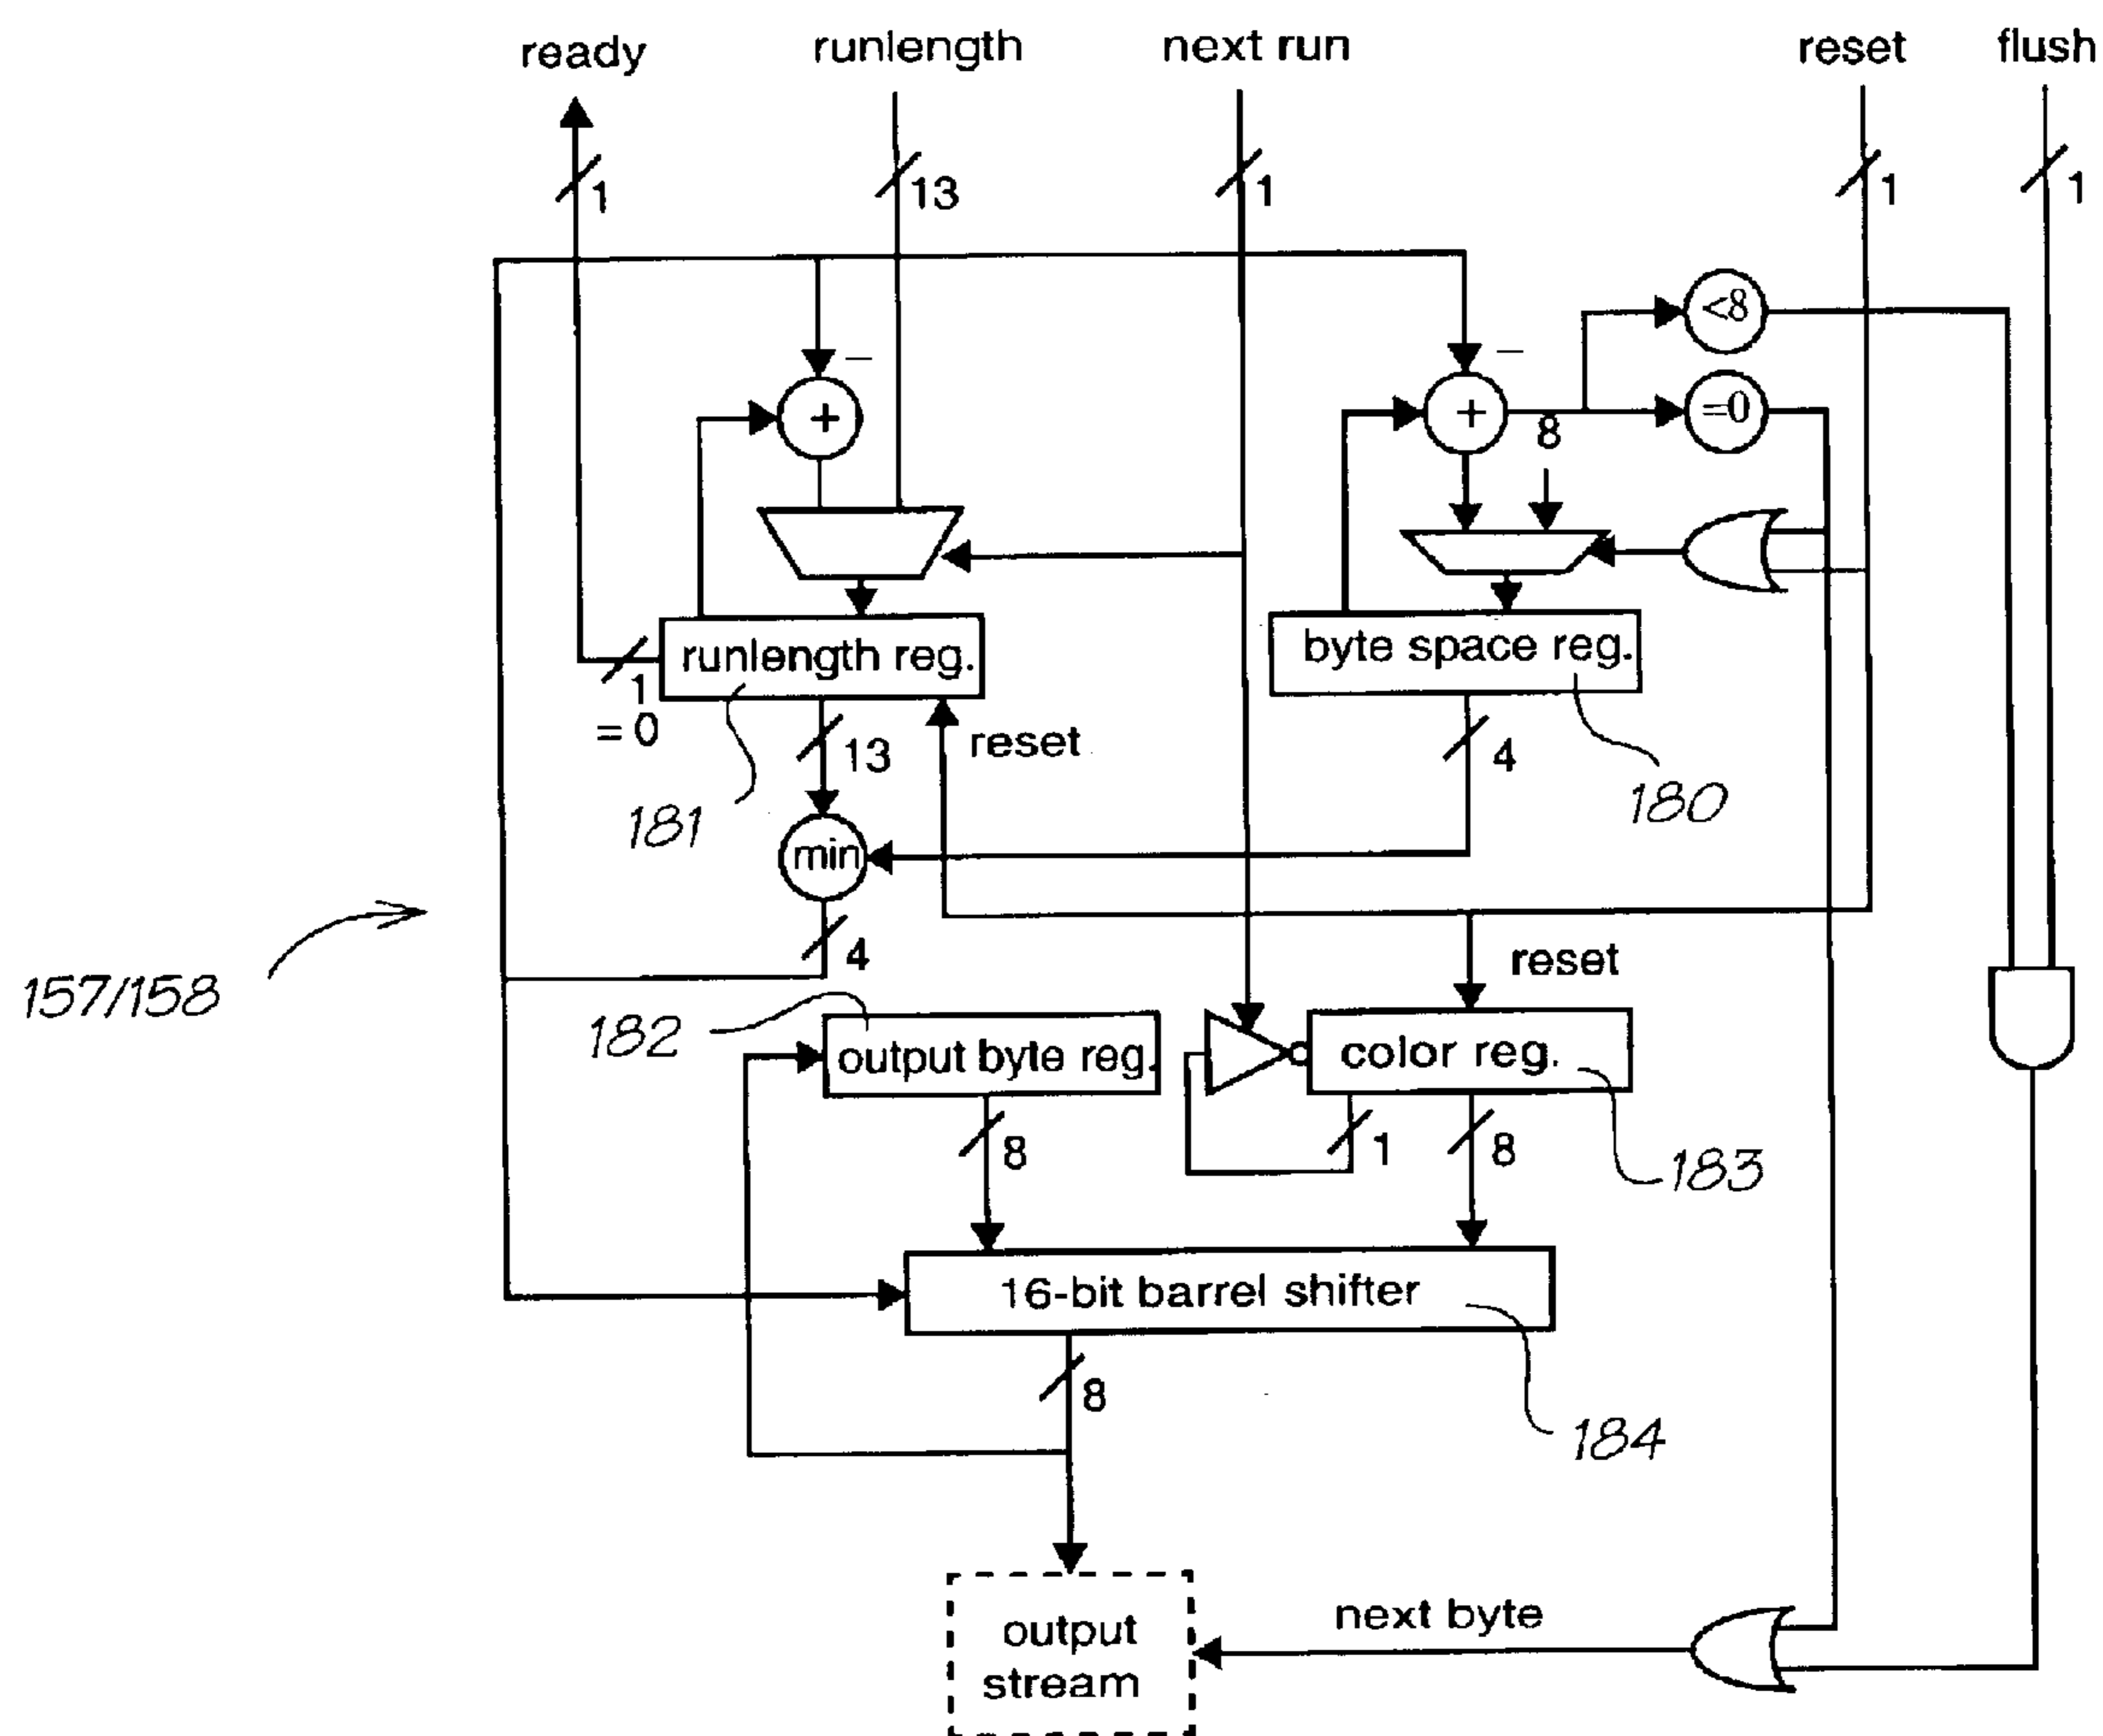 ready runlength next run reset flush
1 13 1 1 1
<8
− −
+ + =0
8
runlength reg. byte space reg.
1
= 0
13 reset 4
181 180
min
4 reset
157/158
182 output byte reg. color reg.
8 1 8
183
16-bit barrel shifter
8
184
next byte
output
stream